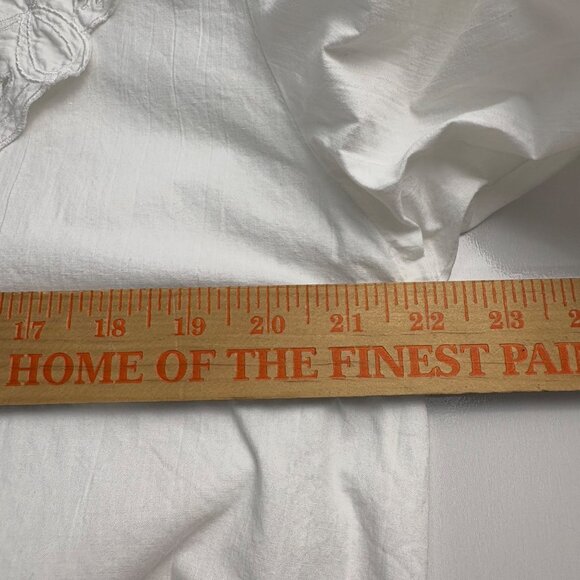 17 18 19 20 21 22 23
HOME OF THE FINEST PAI